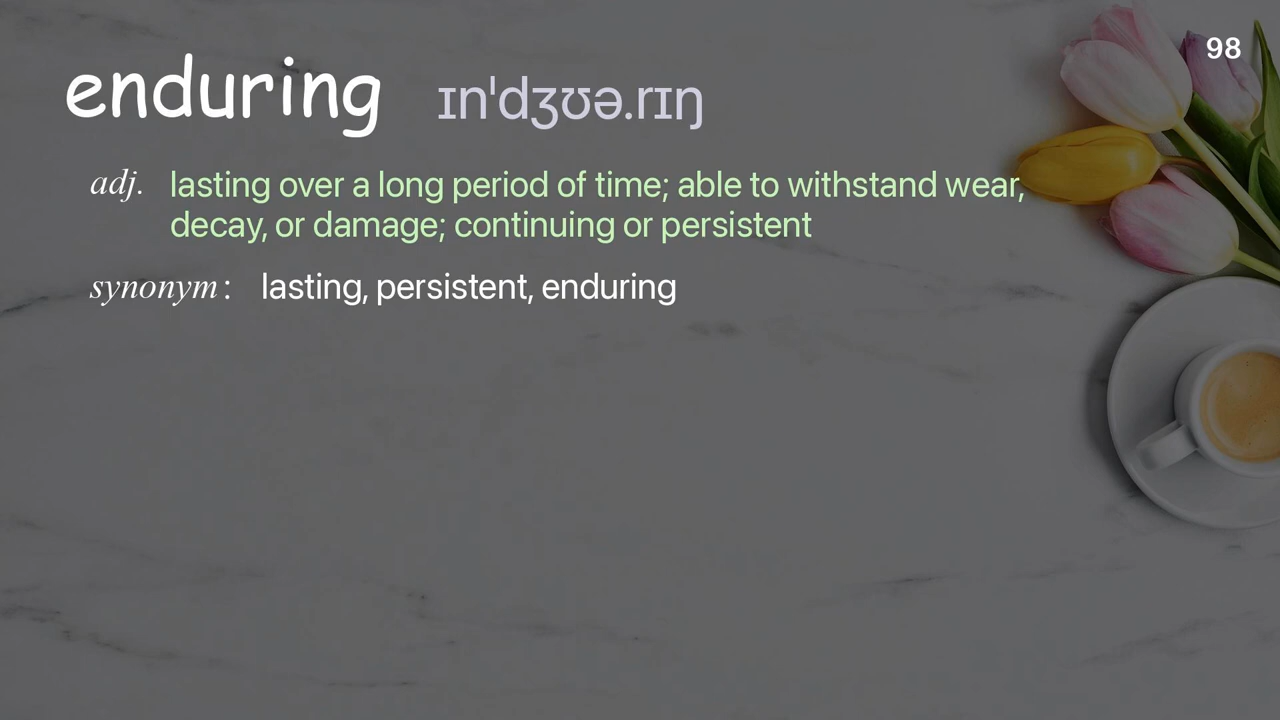 98
enduring ɪnˈdʒʊə.rɪŋ
adj. lasting over a long period of time; able to withstand wear,
decay, or damage; continuing or persistent
synonym: lasting, persistent, enduring